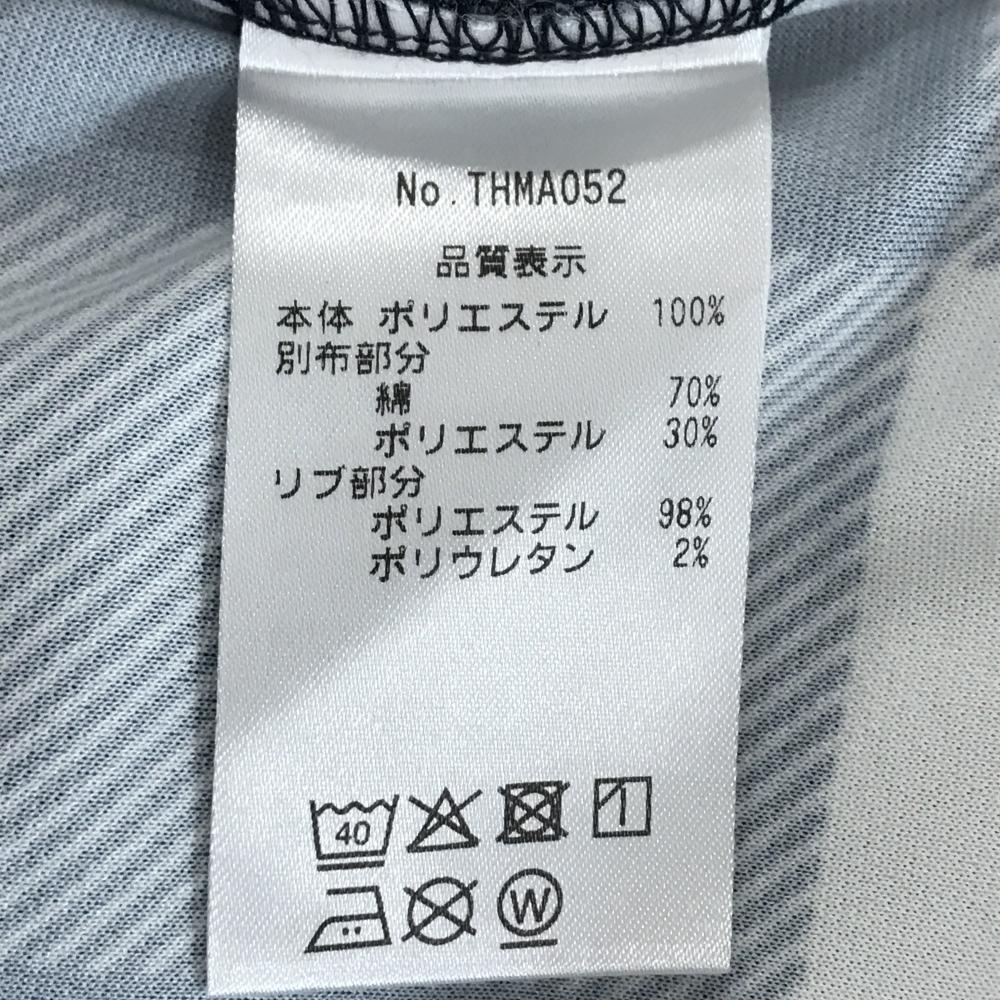 No.THMA052
品質表示
本体 ポリエステル 100%
別布部分
綿 70%
ポリエステル 30%
リブ部分
ポリエステル 98%
ポリウレタン 2%
40
W